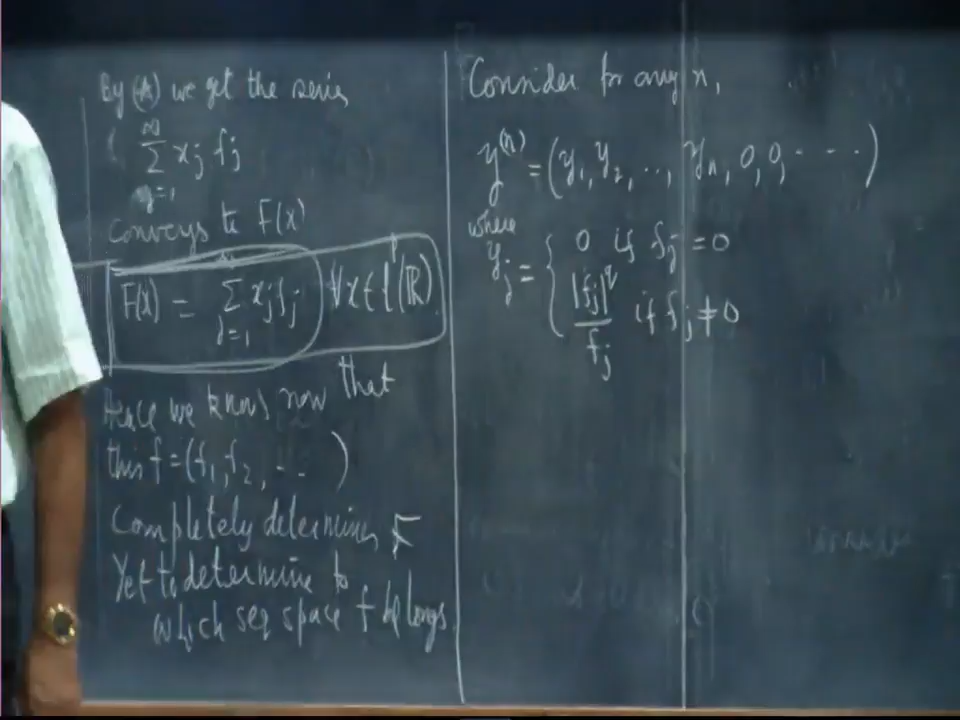 By (A) we get the series
∞
Σ xj fj
j=1
Converges to F(x)
F(x) = Σ xj fj ∀ x ∈ l^p(ℝ)
j=1
Hence we know now that
this f = (f1, f2, ... )
Completely determines F
Yet to determine to
which seq space f belongs.
Consider for any n,
y^(n) = (y1, y2, ..., yn, 0, 0, ... )
where
yj = { 0 if fj = 0
|fj|^q / fj if fj ≠ 0